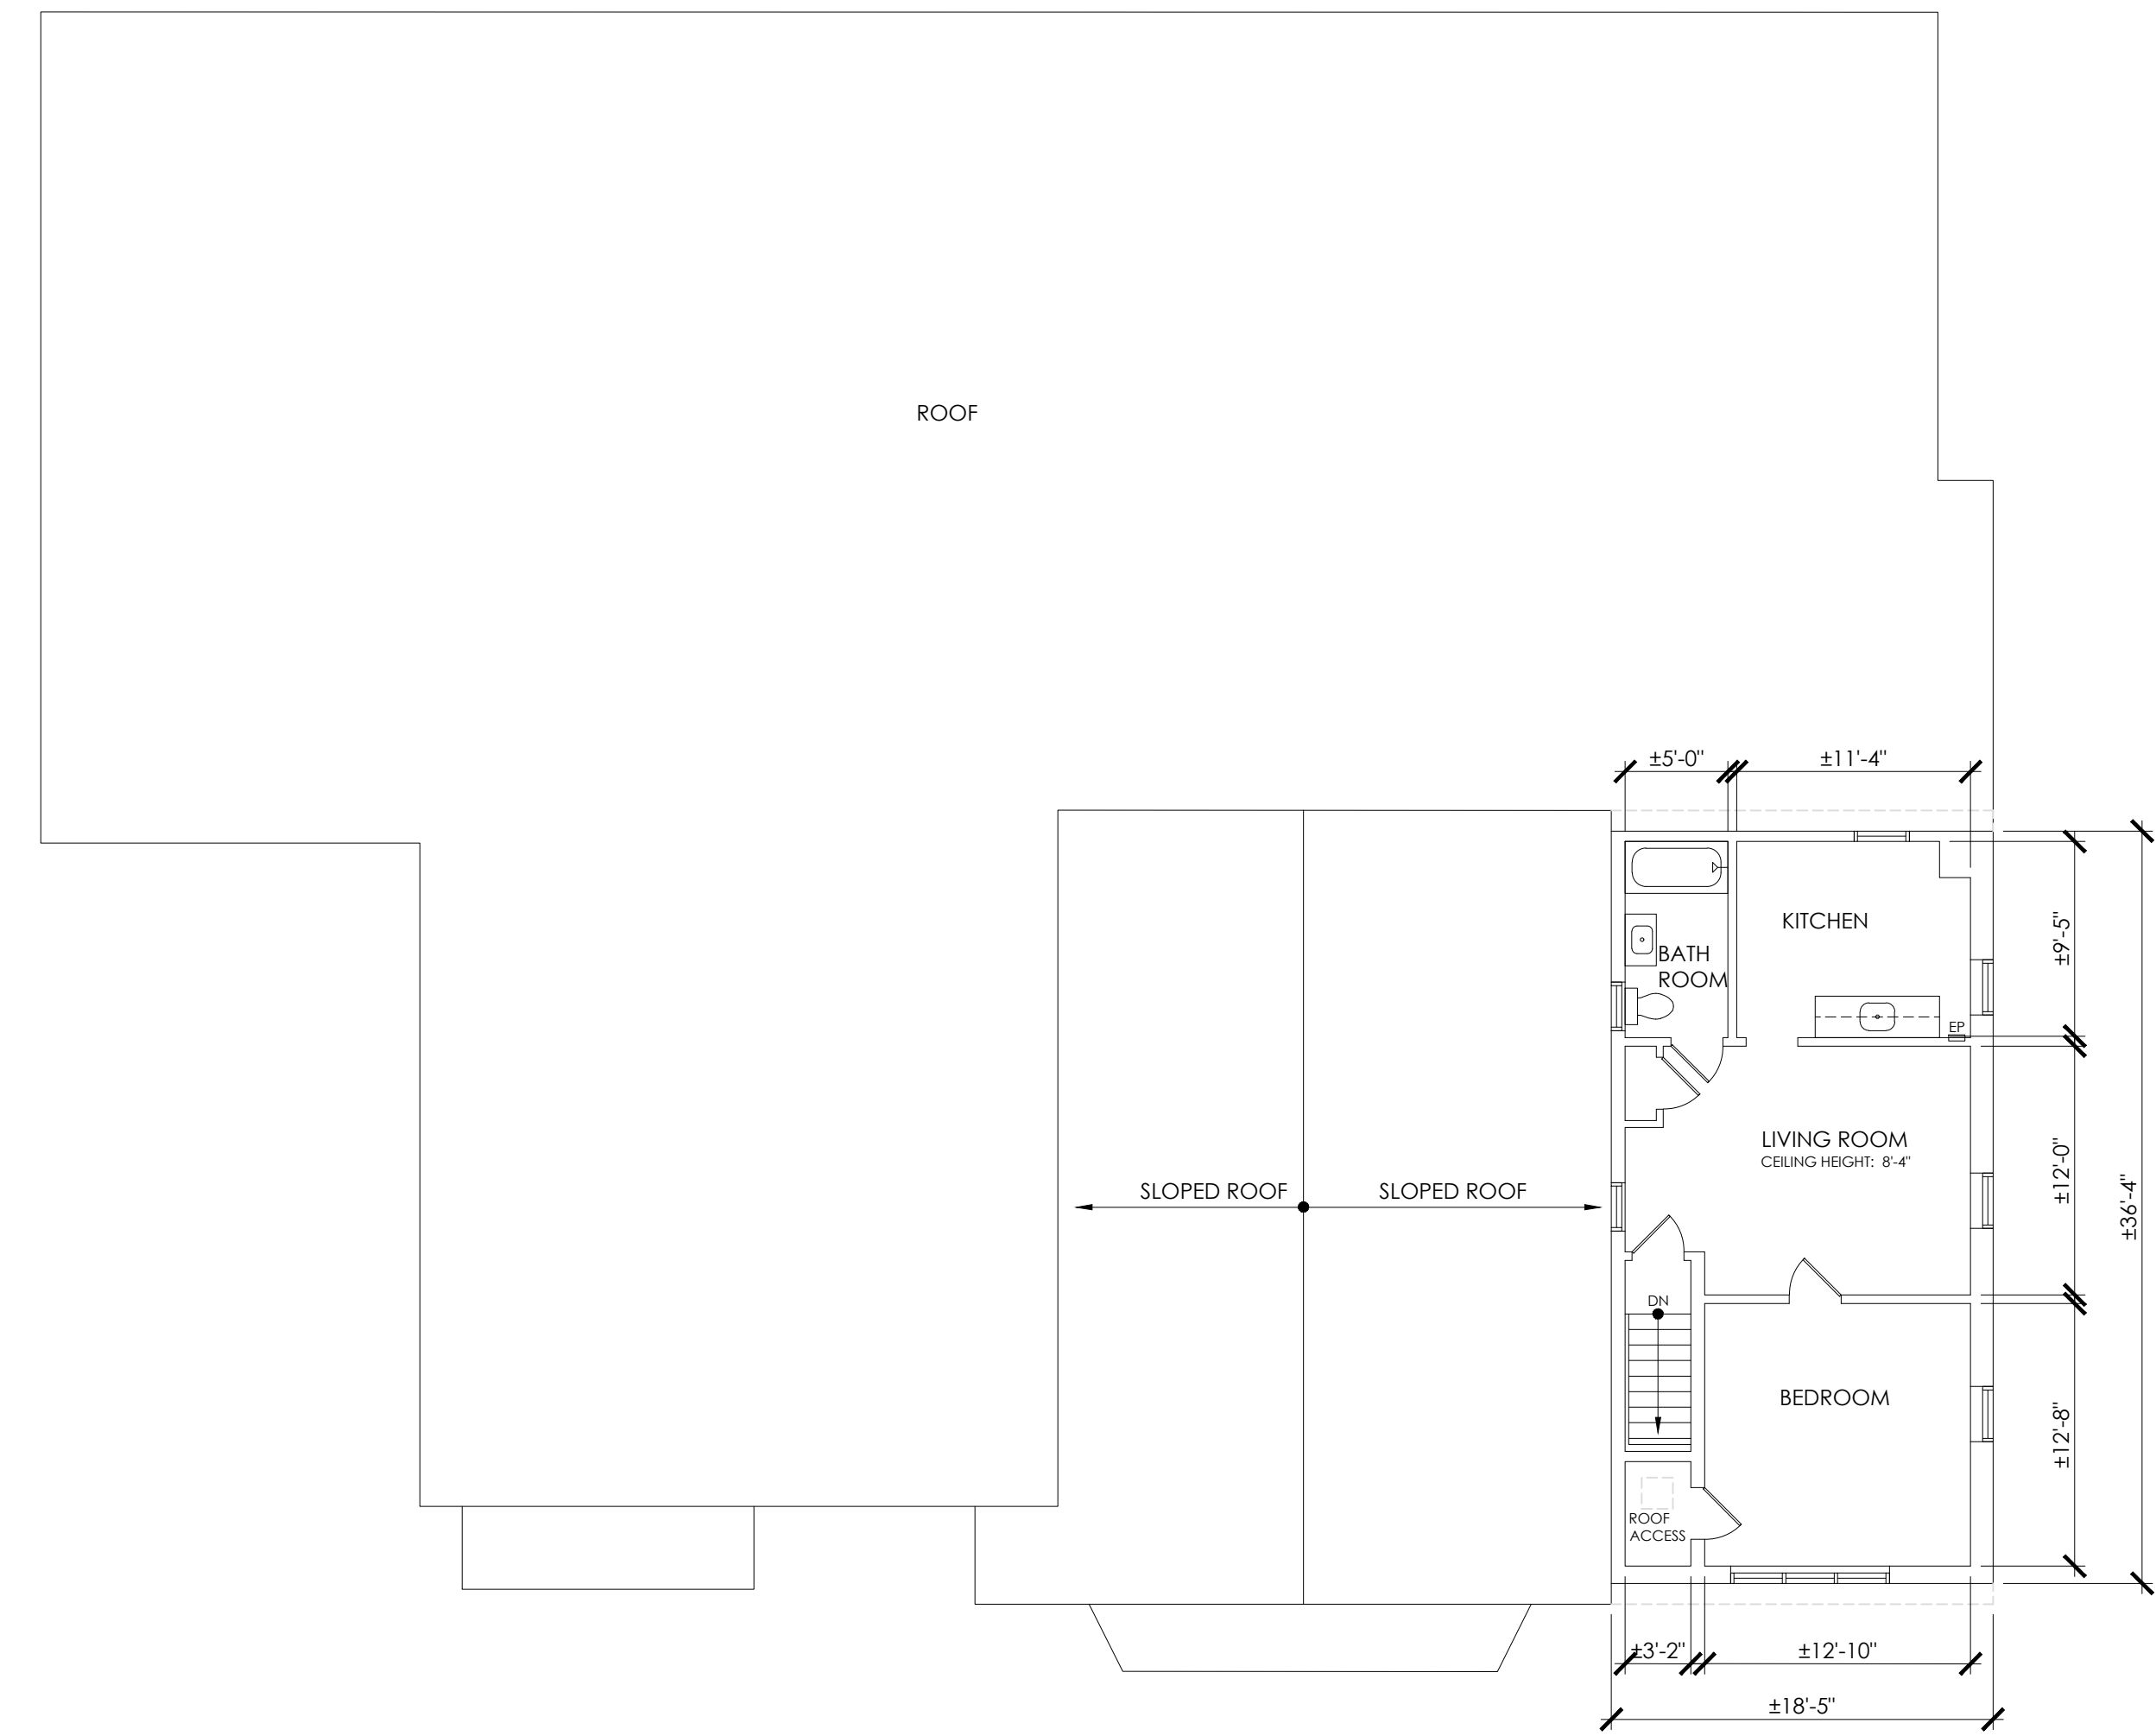 ROOF
±5'-0"
±11'-4"
KITCHEN
±9'-5"
BATH
ROOM
EP
LIVING ROOM
CEILING HEIGHT: 8'-4"
±12'-0"
±36'-4"
SLOPED ROOF
SLOPED ROOF
DN
BEDROOM
±12'-8"
ROOF
ACCESS
±3'-2"
±12'-10"
±18'-5"